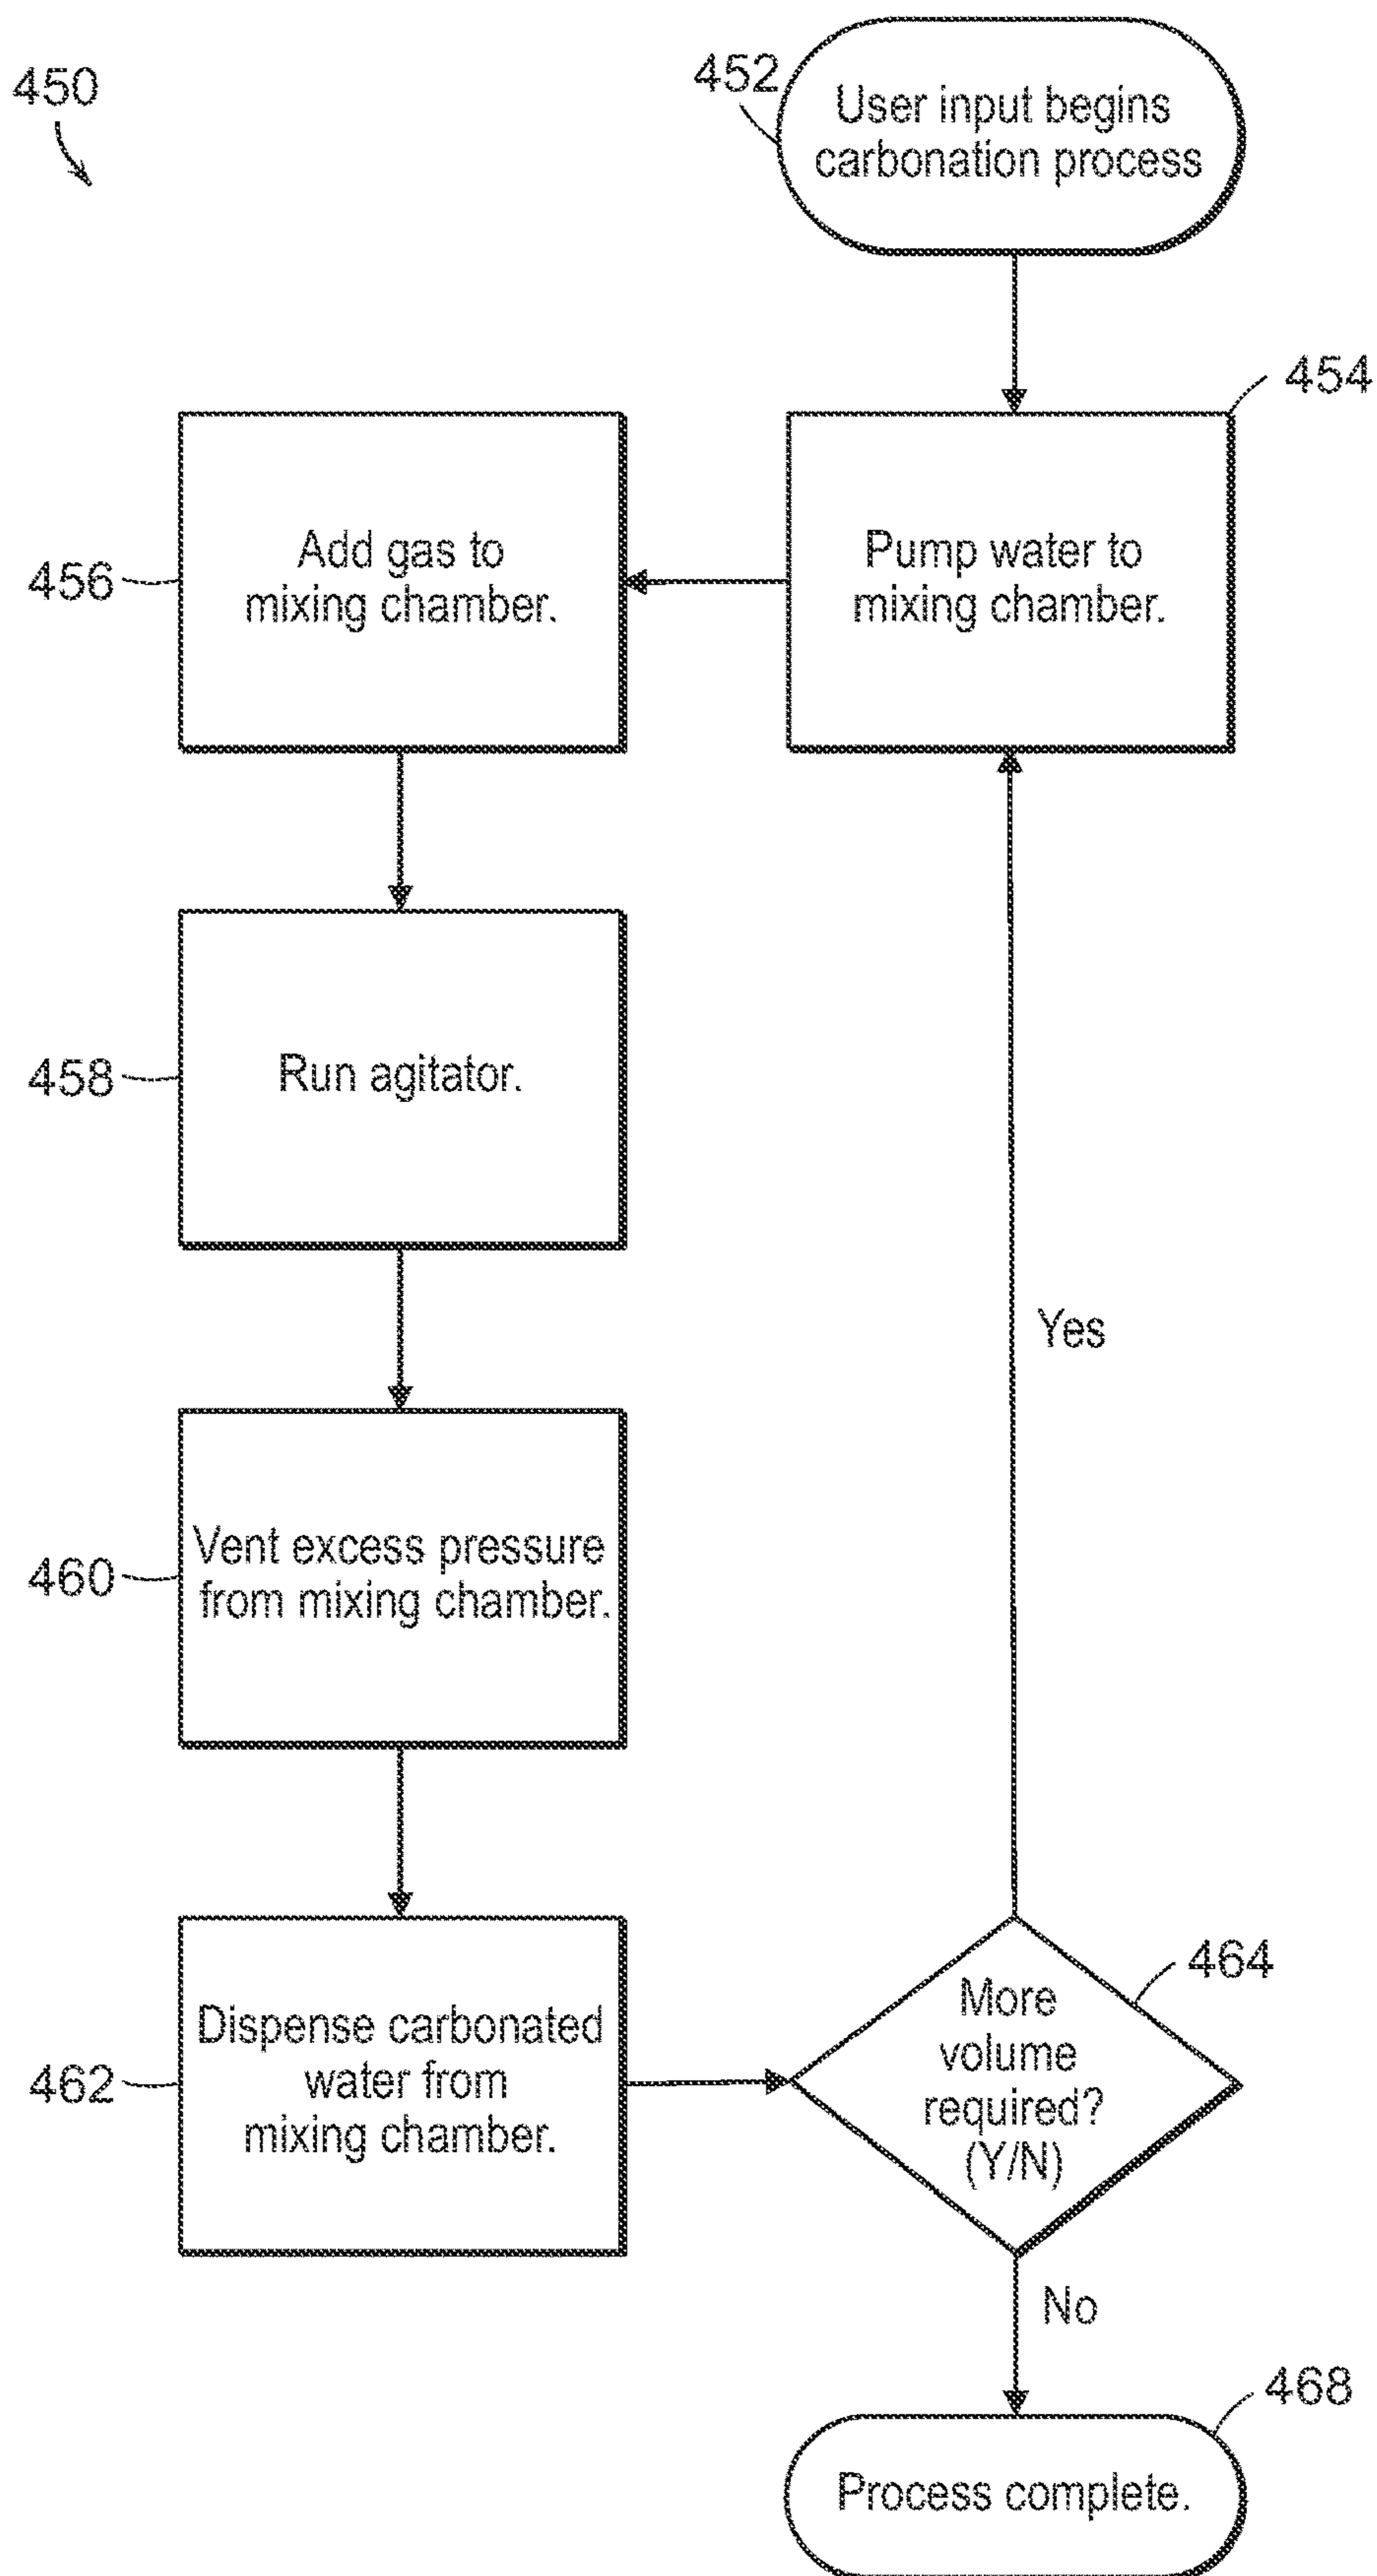 450
452
User input begins
carbonation process
454
Pump water to
mixing chamber.
456
Add gas to
mixing chamber.
458
Run agitator.
460
Vent excess pressure
from mixing chamber.
462
Dispense carbonated
water from
mixing chamber.
464
More
volume
required?
(Y/N)
Yes
No
468
Process complete.